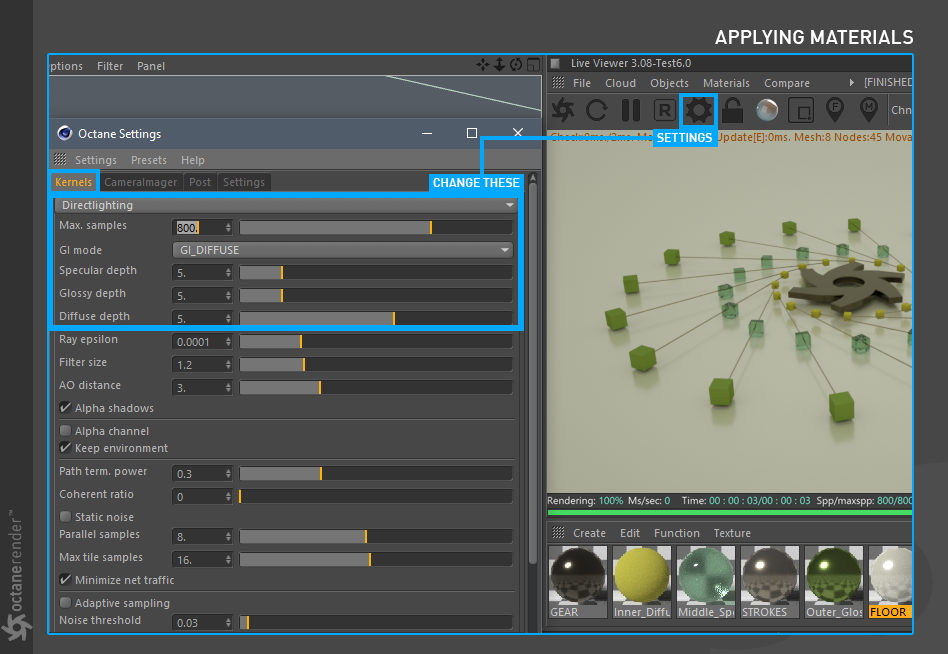 APPLYING MATERIALS
ptions Filter Panel
Live Viewer 3.08-Test6.0
File Cloud Objects Materials Compare [FINISHED
Octane Settings
R F M Chn
SETTINGS
Update[E]:0ms. Mesh:8 Nodes:45 Mova
Settings Presets Help
Kernels CameraImager Post Settings
CHANGE THESE
Directlighting
Max. samples 800.
GI mode GI_DIFFUSE
Specular depth 5.
Glossy depth 5.
Diffuse depth 5.
Ray epsilon 0.0001
Filter size 1.2
AO distance 3.
Alpha shadows
Alpha channel
Keep environment
Path term. power 0.3
Coherent ratio 0
Static noise
Parallel samples 8.
Max tile samples 16.
Minimize net traffic
Adaptive sampling
Noise threshold 0.03
Rendering: 100% Ms/sec: 0 Time: 00 : 00 : 03/00 : 00 : 03 Spp/maxspp: 800/800
Create Edit Function Texture
GEAR Inner_Diffu Middle_Sp STROKES Outer_Glos FLOOR
octanerender™